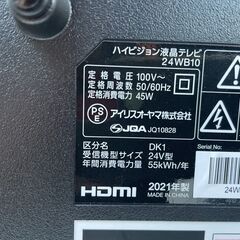 ハイビジョン液晶テレビ
24WB10
定格電圧 100V~
定格周波数 50/60Hz
定格消費電力 45W
PS
E
アイリスオーヤマ株式会社
JQA JQ10828
区分名 DK1
受信機型サイズ 24V型
年間消費電力量 55kWh/年
HDMI
2021年製
MADE IN CHINA
Serial No.
24W